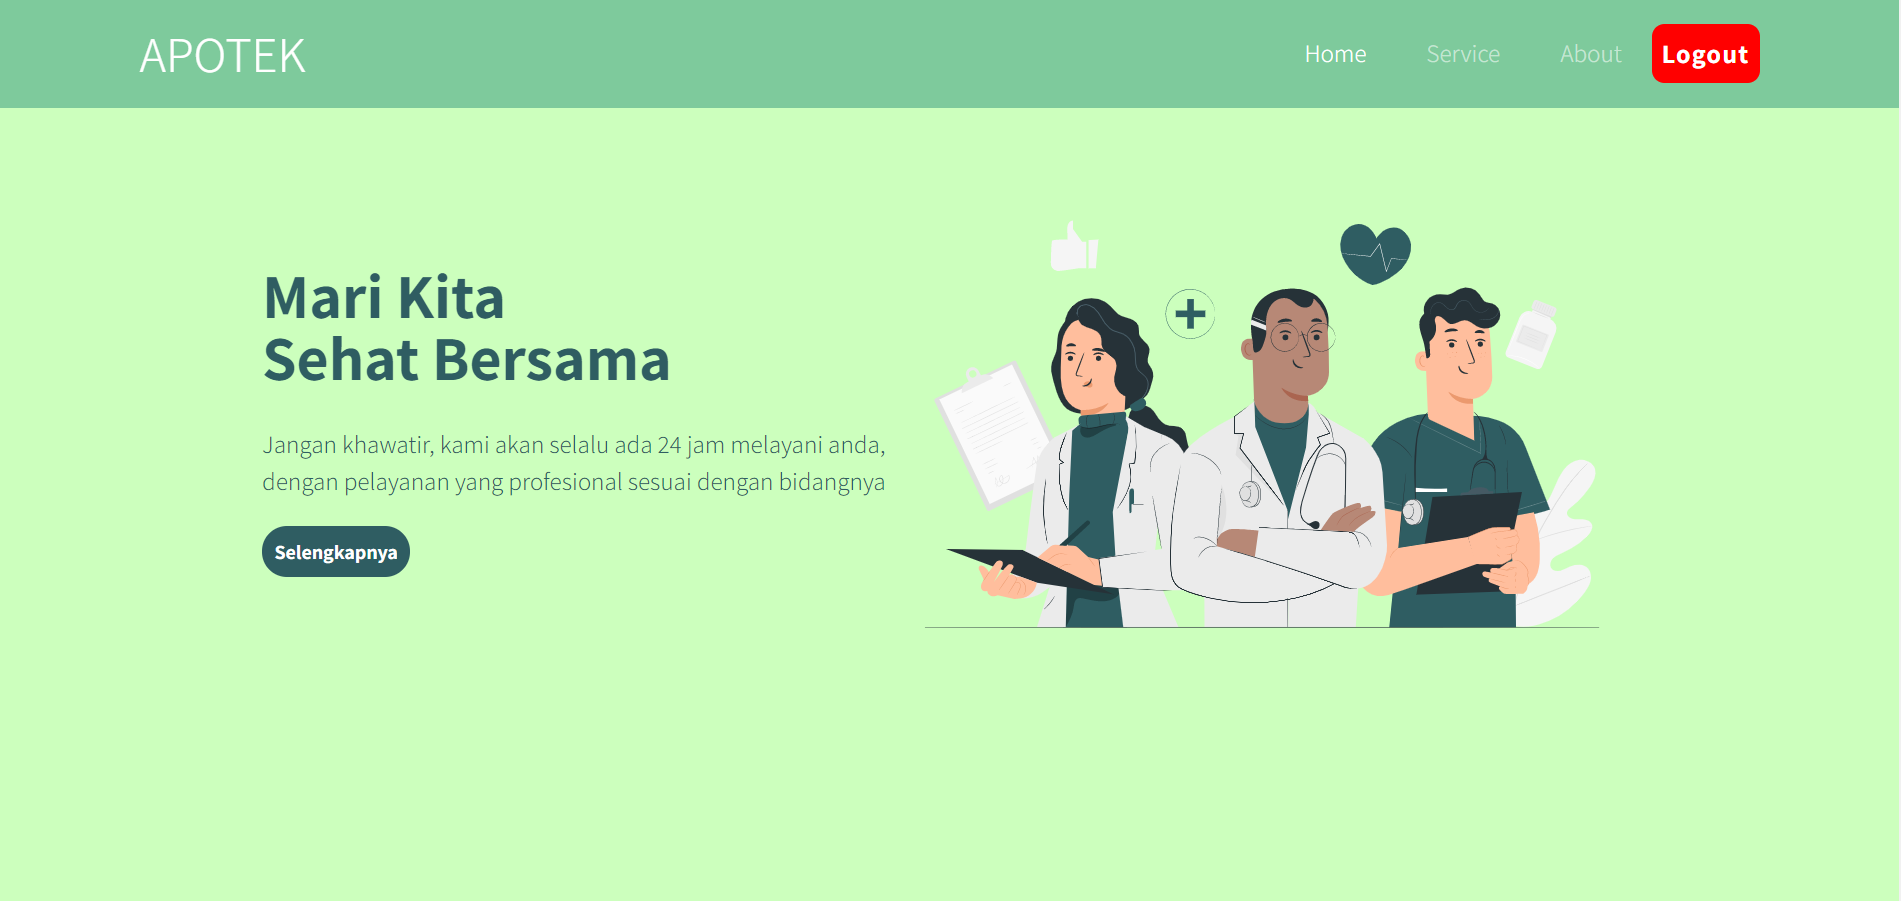 APOTEK
Home
Service
About
Logout
Mari Kita
Sehat Bersama
Jangan khawatir, kami akan selalu ada 24 jam melayani anda,
dengan pelayanan yang profesional sesuai dengan bidangnya
Selengkapnya